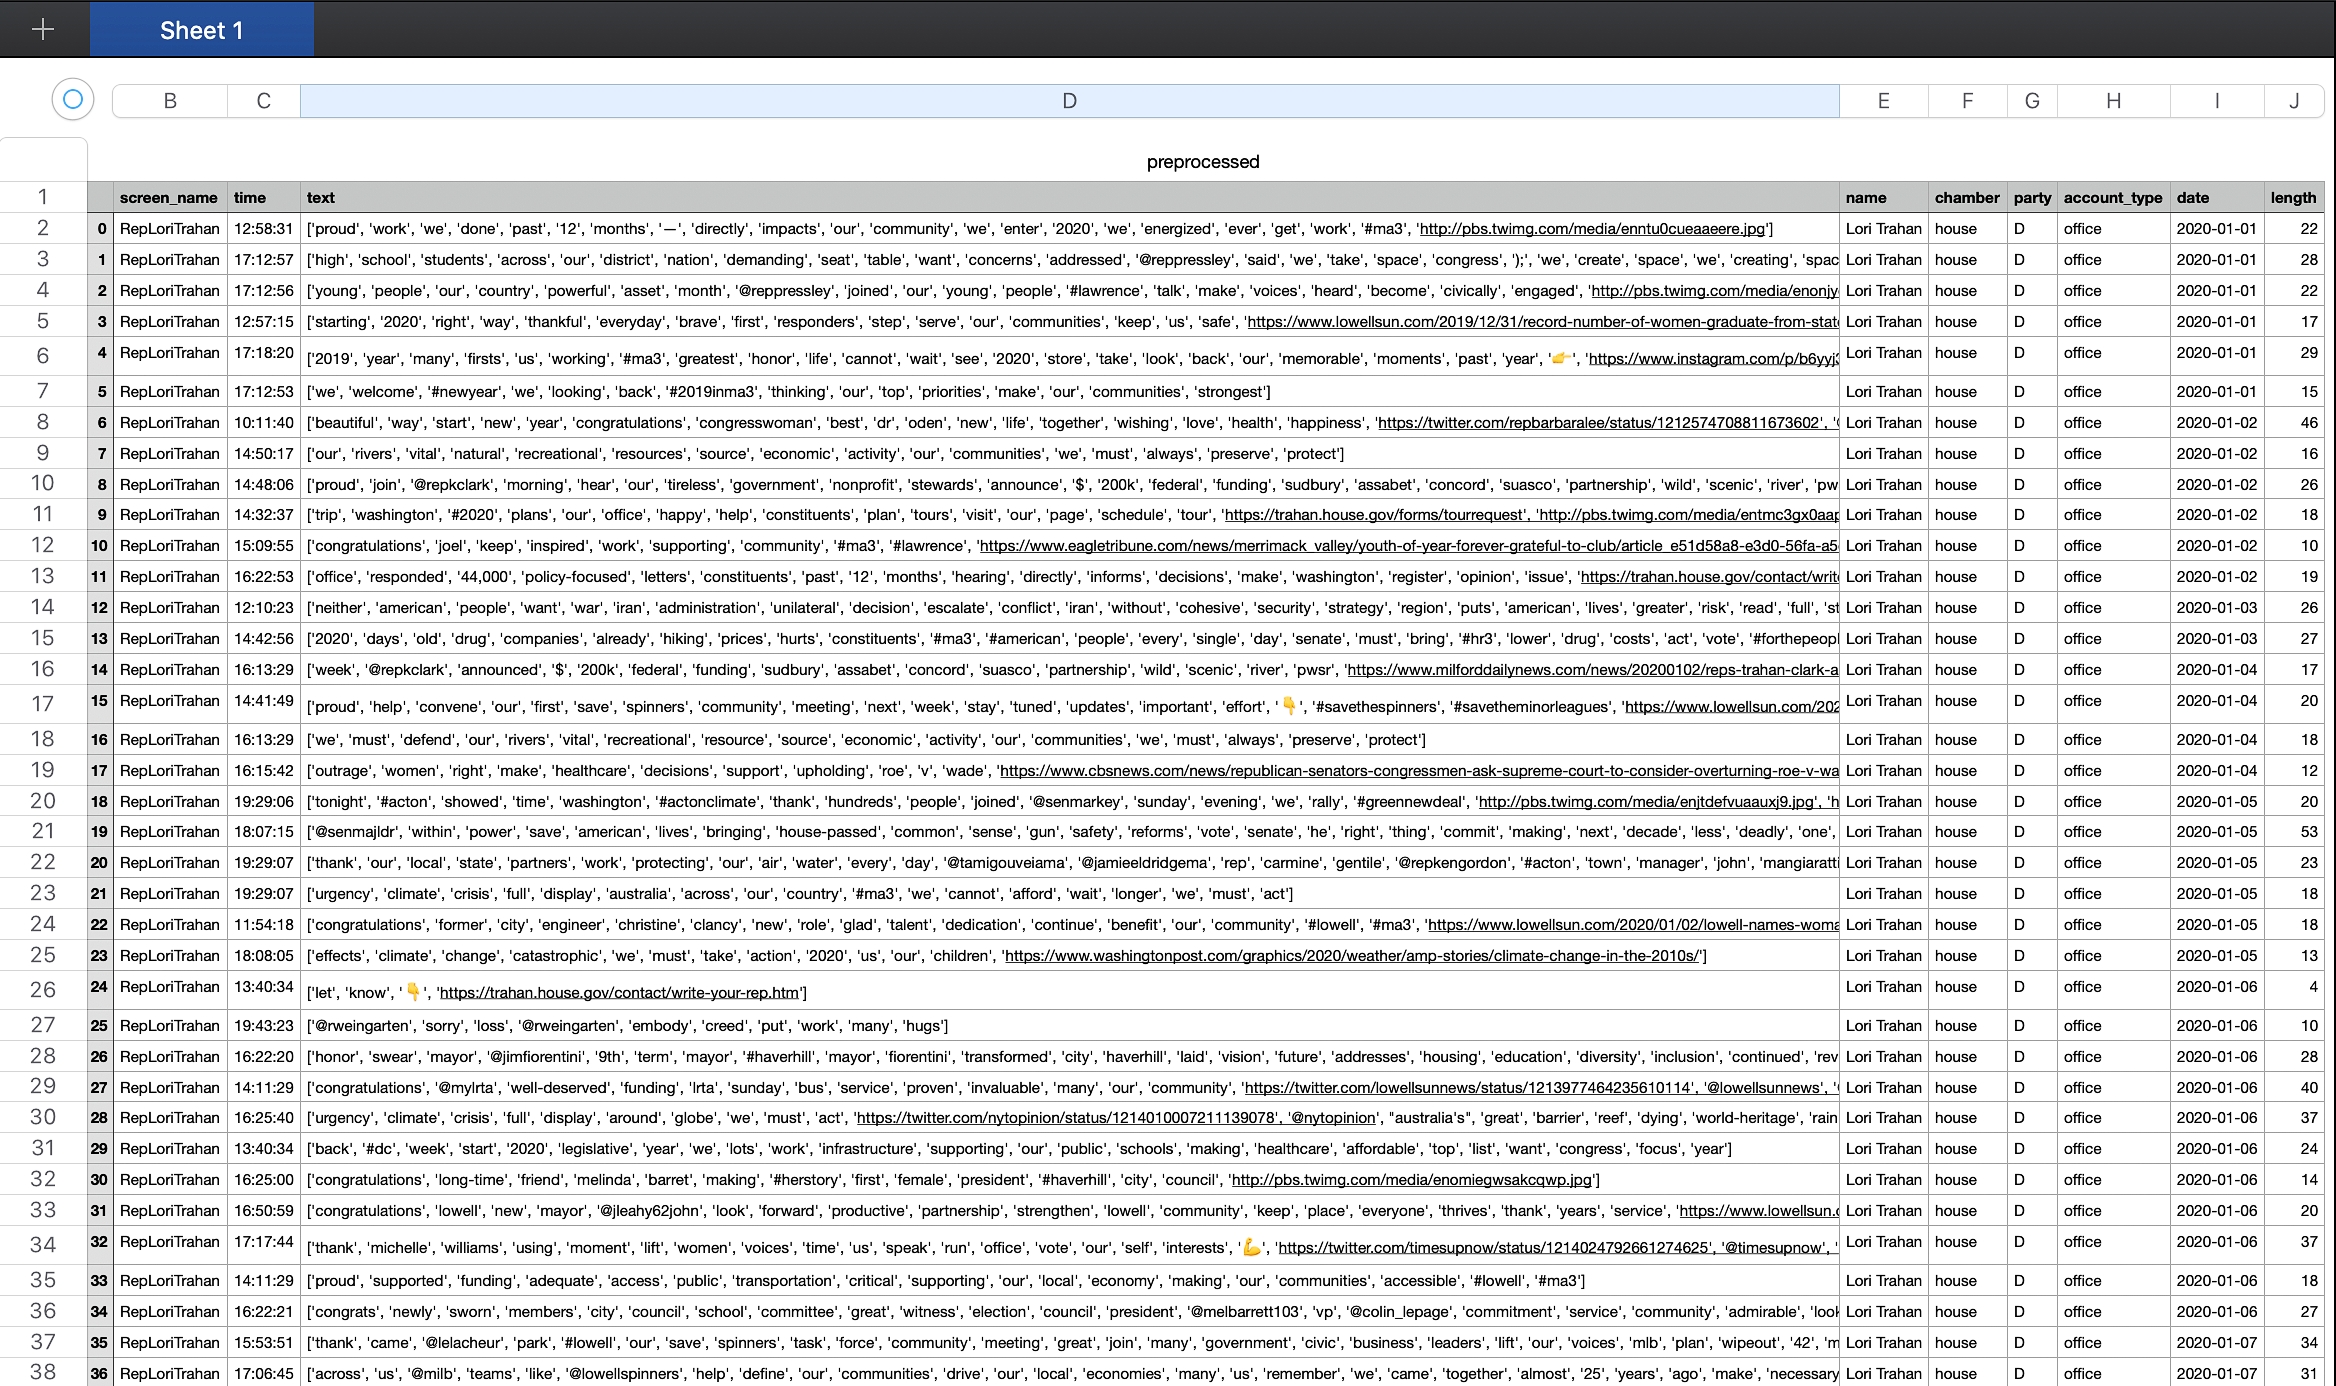 + Sheet 1
B C D E F G H I J
preprocessed
1 screen_name time text name chamber party account_type date length
2 0 RepLoriTrahan 12:58:31 ['proud', 'work', 'we', 'done', 'past', '12', 'months', '—', 'directly', 'impacts', 'our', 'community', 'we', 'enter', '2020', 'we', 'energized', 'ever', 'get', 'work', '#ma3', 'http://pbs.twimg.com/media/enntu0cueaaeere.jpg'] Lori Trahan house D office 2020-01-01 22
3 1 RepLoriTrahan 17:12:57 ['high', 'school', 'students', 'across', 'our', 'district', 'nation', 'demanding', 'seat', 'table', 'want', 'concerns', 'addressed', '@reppressley', 'said', 'we', 'take', 'space', 'congress', ');', 'we', 'create', 'space', 'we', 'creating', 'spac Lori Trahan house D office 2020-01-01 28
4 2 RepLoriTrahan 17:12:56 ['young', 'people', 'our', 'country', 'powerful', 'asset', 'month', '@reppressley', 'joined', 'our', 'young', 'people', '#lawrence', 'talk', 'make', 'voices', 'heard', 'become', 'civically', 'engaged', 'http://pbs.twimg.com/media/enonjy Lori Trahan house D office 2020-01-01 22
5 3 RepLoriTrahan 12:57:15 ['starting', '2020', 'right', 'way', 'thankful', 'everyday', 'brave', 'first', 'responders', 'step', 'serve', 'our', 'communities', 'keep', 'us', 'safe', 'https://www.lowellsun.com/2019/12/31/record-number-of-women-graduate-from-stat Lori Trahan house D office 2020-01-01 17
6 4 RepLoriTrahan 17:18:20 ['2019', 'year', 'many', 'firsts', 'us', 'working', '#ma3', 'greatest', 'honor', 'life', 'cannot', 'wait', 'see', '2020', 'store', 'take', 'look', 'back', 'our', 'memorable', 'moments', 'past', 'year', '👉', 'https://www.instagram.com/p/b6yyj Lori Trahan house D office 2020-01-01 29
7 5 RepLoriTrahan 17:12:53 ['we', 'welcome', '#newyear', 'we', 'looking', 'back', '#2019inma3', 'thinking', 'our', 'top', 'priorities', 'make', 'our', 'communities', 'strongest'] Lori Trahan house D office 2020-01-01 15
8 6 RepLoriTrahan 10:11:40 ['beautiful', 'way', 'start', 'new', 'year', 'congratulations', 'congresswoman', 'best', 'dr', 'oden', 'new', 'life', 'together', 'wishing', 'love', 'health', 'happiness', 'https://twitter.com/repbarbaralee/status/1212574708811673602', ' Lori Trahan house D office 2020-01-02 46
9 7 RepLoriTrahan 14:50:17 ['our', 'rivers', 'vital', 'natural', 'recreational', 'resources', 'source', 'economic', 'activity', 'our', 'communities', 'we', 'must', 'always', 'preserve', 'protect'] Lori Trahan house D office 2020-01-02 16
10 8 RepLoriTrahan 14:48:06 ['proud', 'join', '@repkclark', 'morning', 'hear', 'our', 'tireless', 'government', 'nonprofit', 'stewards', 'announce', '$', '200k', 'federal', 'funding', 'sudbury', 'assabet', 'concord', 'suasco', 'partnership', 'wild', 'scenic', 'river', 'pw Lori Trahan house D office 2020-01-02 26
11 9 RepLoriTrahan 14:32:37 ['trip', 'washington', '#2020', 'plans', 'our', 'office', 'happy', 'help', 'constituents', 'plan', 'tours', 'visit', 'our', 'page', 'schedule', 'tour', 'https://trahan.house.gov/forms/tourrequest', 'http://pbs.twimg.com/media/entmc3gx0aap Lori Trahan house D office 2020-01-02 18
12 10 RepLoriTrahan 15:09:55 ['congratulations', 'joel', 'keep', 'inspired', 'work', 'supporting', 'community', '#ma3', '#lawrence', 'https://www.eagletribune.com/news/merrimack_valley/youth-of-year-forever-grateful-to-club/article_e51d58a8-e3d0-56fa-a5 Lori Trahan house D office 2020-01-02 10
13 11 RepLoriTrahan 16:22:53 ['office', 'responded', '44,000', 'policy-focused', 'letters', 'constituents', 'past', '12', 'months', 'hearing', 'directly', 'informs', 'decisions', 'make', 'washington', 'register', 'opinion', 'issue', 'https://trahan.house.gov/contact/write Lori Trahan house D office 2020-01-02 19
14 12 RepLoriTrahan 12:10:23 ['neither', 'american', 'people', 'want', 'war', 'iran', 'administration', 'unilateral', 'decision', 'escalate', 'conflict', 'iran', 'without', 'cohesive', 'security', 'strategy', 'region', 'puts', 'american', 'lives', 'greater', 'risk', 'read', 'full', 'st Lori Trahan house D office 2020-01-03 26
15 13 RepLoriTrahan 14:42:56 ['2020', 'days', 'old', 'drug', 'companies', 'already', 'hiking', 'prices', 'hurts', 'constituents', '#ma3', '#american', 'people', 'every', 'single', 'day', 'senate', 'must', 'bring', '#hr3', 'lower', 'drug', 'costs', 'act', 'vote', '#forthepeopl Lori Trahan house D office 2020-01-03 27
16 14 RepLoriTrahan 16:13:29 ['week', '@repkclark', 'announced', '$', '200k', 'federal', 'funding', 'sudbury', 'assabet', 'concord', 'suasco', 'partnership', 'wild', 'scenic', 'river', 'pwsr', 'https://www.milforddailynews.com/news/20200102/reps-trahan-clark-a Lori Trahan house D office 2020-01-04 17
17 15 RepLoriTrahan 14:41:49 ['proud', 'help', 'convene', 'our', 'first', 'save', 'spinners', 'community', 'meeting', 'next', 'week', 'stay', 'tuned', 'updates', 'important', 'effort', '👇', '#savethespinners', '#savetheminorleagues', 'https://www.lowellsun.com/202 Lori Trahan house D office 2020-01-04 20
18 16 RepLoriTrahan 16:13:29 ['we', 'must', 'defend', 'our', 'rivers', 'vital', 'recreational', 'resource', 'source', 'economic', 'activity', 'our', 'communities', 'we', 'must', 'always', 'preserve', 'protect'] Lori Trahan house D office 2020-01-04 18
19 17 RepLoriTrahan 16:15:42 ['outrage', 'women', 'right', 'make', 'healthcare', 'decisions', 'support', 'upholding', 'roe', 'v', 'wade', 'https://www.cbsnews.com/news/republican-senators-congressmen-ask-supreme-court-to-consider-overturning-roe-v-wa Lori Trahan house D office 2020-01-04 12
20 18 RepLoriTrahan 19:29:06 ['tonight', '#acton', 'showed', 'time', 'washington', '#actonclimate', 'thank', 'hundreds', 'people', 'joined', '@senmarkey', 'sunday', 'evening', 'we', 'rally', '#greennewdeal', 'http://pbs.twimg.com/media/enjtdefvuaauxj9.jpg', 'h Lori Trahan house D office 2020-01-05 20
21 19 RepLoriTrahan 18:07:15 ['@senmajldr', 'within', 'power', 'save', 'american', 'lives', 'bringing', 'house-passed', 'common', 'sense', 'gun', 'safety', 'reforms', 'vote', 'senate', 'he', 'right', 'thing', 'commit', 'making', 'next', 'decade', 'less', 'deadly', 'one', Lori Trahan house D office 2020-01-05 53
22 20 RepLoriTrahan 19:29:07 ['thank', 'our', 'local', 'state', 'partners', 'work', 'protecting', 'our', 'air', 'water', 'every', 'day', '@tamigouveiama', '@jamieeldridgema', 'rep', 'carmine', 'gentile', '@repkengordon', '#acton', 'town', 'manager', 'john', 'mangiaratti Lori Trahan house D office 2020-01-05 23
23 21 RepLoriTrahan 19:29:07 ['urgency', 'climate', 'crisis', 'full', 'display', 'australia', 'across', 'our', 'country', '#ma3', 'we', 'cannot', 'afford', 'wait', 'longer', 'we', 'must', 'act'] Lori Trahan house D office 2020-01-05 18
24 22 RepLoriTrahan 11:54:18 ['congratulations', 'former', 'city', 'engineer', 'christine', 'clancy', 'new', 'role', 'glad', 'talent', 'dedication', 'continue', 'benefit', 'our', 'community', '#lowell', '#ma3', 'https://www.lowellsun.com/2020/01/02/lowell-names-woma Lori Trahan house D office 2020-01-05 18
25 23 RepLoriTrahan 18:08:05 ['effects', 'climate', 'change', 'catastrophic', 'we', 'must', 'take', 'action', '2020', 'us', 'our', 'children', 'https://www.washingtonpost.com/graphics/2020/weather/amp-stories/climate-change-in-the-2010s/'] Lori Trahan house D office 2020-01-05 13
26 24 RepLoriTrahan 13:40:34 ['let', 'know', '👇', 'https://trahan.house.gov/contact/write-your-rep.htm'] Lori Trahan house D office 2020-01-06 4
27 25 RepLoriTrahan 19:43:23 ['@rweingarten', 'sorry', 'loss', '@rweingarten', 'embody', 'creed', 'put', 'work', 'many', 'hugs'] Lori Trahan house D office 2020-01-06 10
28 26 RepLoriTrahan 16:22:20 ['honor', 'swear', 'mayor', '@jimfiorentini', '9th', 'term', 'mayor', '#haverhill', 'mayor', 'fiorentini', 'transformed', 'city', 'haverhill', 'laid', 'vision', 'future', 'addresses', 'housing', 'education', 'diversity', 'inclusion', 'continued', 'rev Lori Trahan house D office 2020-01-06 28
29 27 RepLoriTrahan 14:11:29 ['congratulations', '@mylrta', 'well-deserved', 'funding', 'lrta', 'sunday', 'bus', 'service', 'proven', 'invaluable', 'many', 'our', 'community', 'https://twitter.com/lowellsunnews/status/1213977464235610114', '@lowellsunnews', ' Lori Trahan house D office 2020-01-06 40
30 28 RepLoriTrahan 16:25:40 ['urgency', 'climate', 'crisis', 'full', 'display', 'around', 'globe', 'we', 'must', 'act', 'https://twitter.com/nytopinion/status/1214010007211139078', '@nytopinion', "australia's", 'great', 'barrier', 'reef', 'dying', 'world-heritage', 'rain Lori Trahan house D office 2020-01-06 37
31 29 RepLoriTrahan 13:40:34 ['back', '#dc', 'week', 'start', '2020', 'legislative', 'year', 'we', 'lots', 'work', 'infrastructure', 'supporting', 'our', 'public', 'schools', 'making', 'healthcare', 'affordable', 'top', 'list', 'want', 'congress', 'focus', 'year'] Lori Trahan house D office 2020-01-06 24
32 30 RepLoriTrahan 16:25:00 ['congratulations', 'long-time', 'friend', 'melinda', 'barret', 'making', '#herstory', 'first', 'female', 'president', '#haverhill', 'city', 'council', 'http://pbs.twimg.com/media/enomiegwsakcqwp.jpg'] Lori Trahan house D office 2020-01-06 14
33 31 RepLoriTrahan 16:50:59 ['congratulations', 'lowell', 'new', 'mayor', '@jleahy62john', 'look', 'forward', 'productive', 'partnership', 'strengthen', 'lowell', 'community', 'keep', 'place', 'everyone', 'thrives', 'thank', 'years', 'service', 'https://www.lowellsun.c Lori Trahan house D office 2020-01-06 20
34 32 RepLoriTrahan 17:17:44 ['thank', 'michelle', 'williams', 'using', 'moment', 'lift', 'women', 'voices', 'time', 'us', 'speak', 'run', 'office', 'vote', 'our', 'self', 'interests', '💪', 'https://twitter.com/timesupnow/status/1214024792661274625', '@timesupnow', ' Lori Trahan house D office 2020-01-06 37
35 33 RepLoriTrahan 14:11:29 ['proud', 'supported', 'funding', 'adequate', 'access', 'public', 'transportation', 'critical', 'supporting', 'our', 'local', 'economy', 'making', 'our', 'communities', 'accessible', '#lowell', '#ma3'] Lori Trahan house D office 2020-01-06 18
36 34 RepLoriTrahan 16:22:21 ['congrats', 'newly', 'sworn', 'members', 'city', 'council', 'school', 'committee', 'great', 'witness', 'election', 'council', 'president', '@melbarrett103', 'vp', '@colin_lepage', 'commitment', 'service', 'community', 'admirable', 'look Lori Trahan house D office 2020-01-06 27
37 35 RepLoriTrahan 15:53:51 ['thank', 'came', '@lelacheur', 'park', '#lowell', 'our', 'save', 'spinners', 'task', 'force', 'community', 'meeting', 'great', 'join', 'many', 'government', 'civic', 'business', 'leaders', 'lift', 'our', 'voices', 'mlb', 'plan', 'wipeout', '42', 'm Lori Trahan house D office 2020-01-07 34
38 36 RepLoriTrahan 17:06:45 ['across', 'us', '@milb', 'teams', 'like', '@lowellspinners', 'help', 'define', 'our', 'communities', 'drive', 'our', 'local', 'economies', 'many', 'us', 'remember', 'we', 'came', 'together', 'almost', '25', 'years', 'ago', 'make', 'necessary Lori Trahan house D office 2020-01-07 31